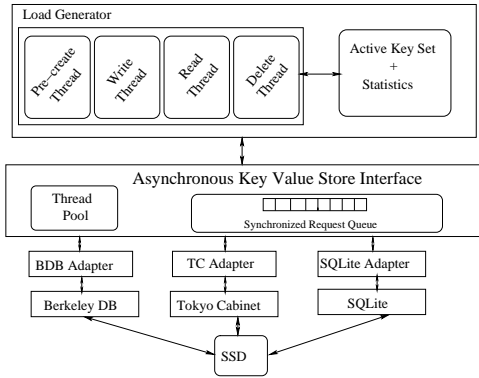 Load Generator
Pre-create
Thread
Write
Thread
Read
Thread
Delete
Thread
Active Key Set
+
Statistics
Asynchronous Key Value Store Interface
Thread
Pool
Synchronized Request Queue
BDB Adapter
TC Adapter
SQLite Adapter
Berkeley DB
Tokyo Cabinet
SQLite
SSD